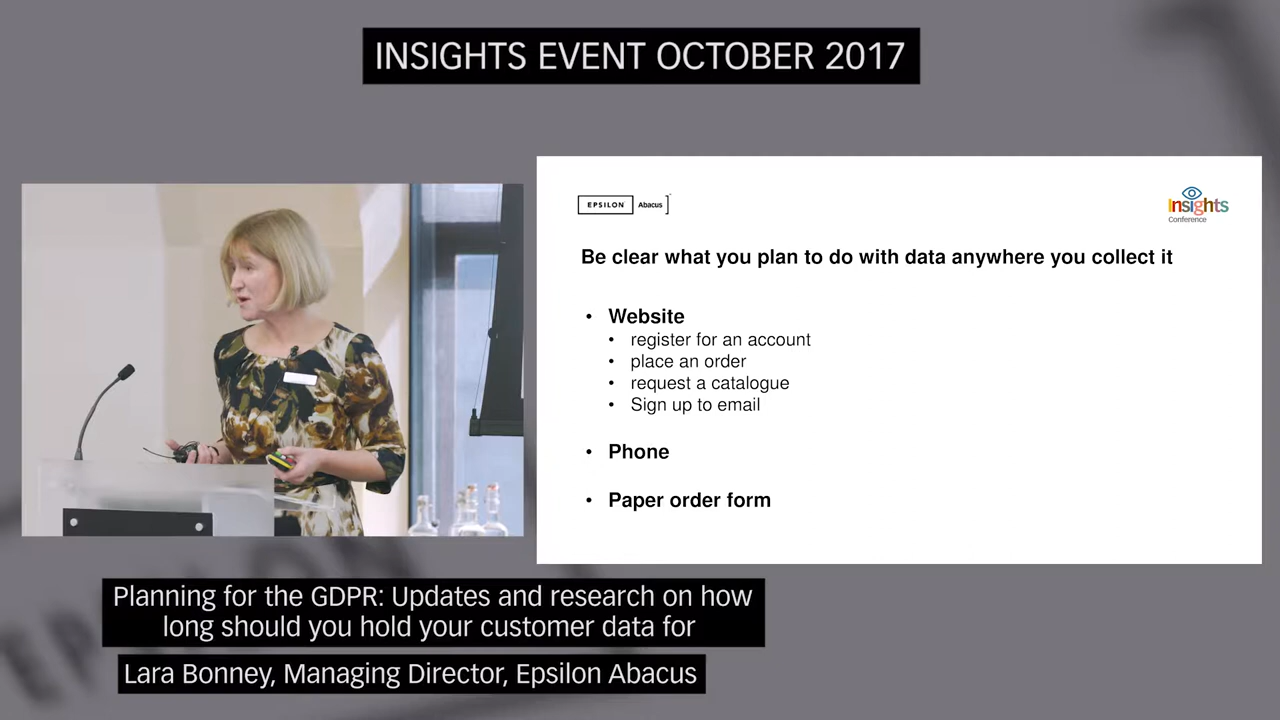 INSIGHTS EVENT OCTOBER 2017
EPSILON Abacus
Insights
Conference
Be clear what you plan to do with data anywhere you collect it
• Website
• register for an account
• place an order
• request a catalogue
• Sign up to email
• Phone
• Paper order form
Planning for the GDPR: Updates and research on how
long should you hold your customer data for
Lara Bonney, Managing Director, Epsilon Abacus